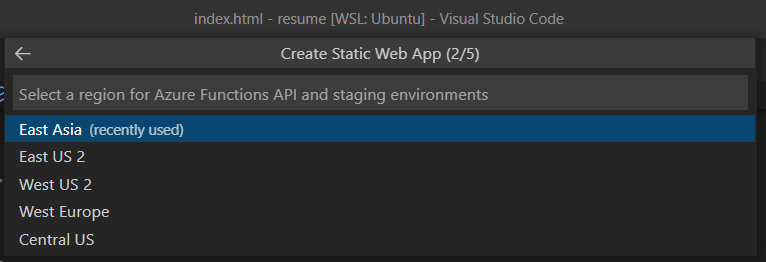 index.html - resume [WSL: Ubuntu] - Visual Studio Code
Create Static Web App (2/5)
Select a region for Azure Functions API and staging environments
East Asia (recently used)
East US 2
West US 2
West Europe
Central US